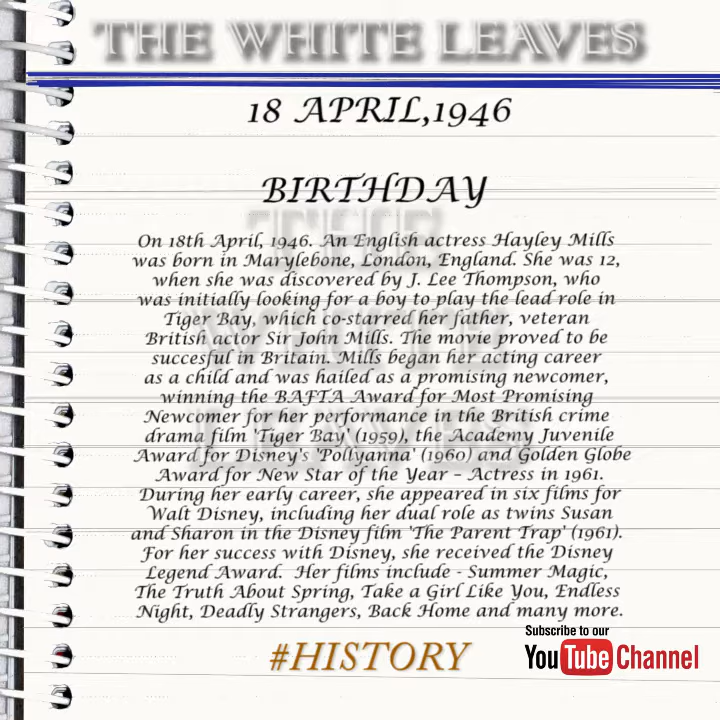 THE WHITE LEAVES
18 APRIL,1946
BIRTHDAY
On 18th April, 1946. An English actress Hayley Mills
was born in Marylebone, London, England. She was 12,
when she was discovered by J. Lee Thompson, who
was initially looking for a boy to play the lead role in
Tiger Bay, which co-starred her father, veteran
British actor Sir John Mills. The movie proved to be
succesful in Britain. Mills began her acting career
as a child and was hailed as a promising newcomer,
winning the BAFTA Award for Most Promising
Newcomer for her performance in the British crime
drama film 'Tiger Bay' (1959), the Academy Juvenile
Award for Disney's 'Pollyanna' (1960) and Golden Globe
Award for New Star of the Year – Actress in 1961.
During her early career, she appeared in six films for
Walt Disney, including her dual role as twins Susan
and Sharon in the Disney film 'The Parent Trap' (1961).
For her success with Disney, she received the Disney
Legend Award.  Her films include - Summer Magic,
The Truth About Spring, Take a Girl Like You, Endless
Night, Deadly Strangers, Back Home and many more.
THE
WHITE
LEAVES
#HISTORY
Subscribe to our
YouTube Channel